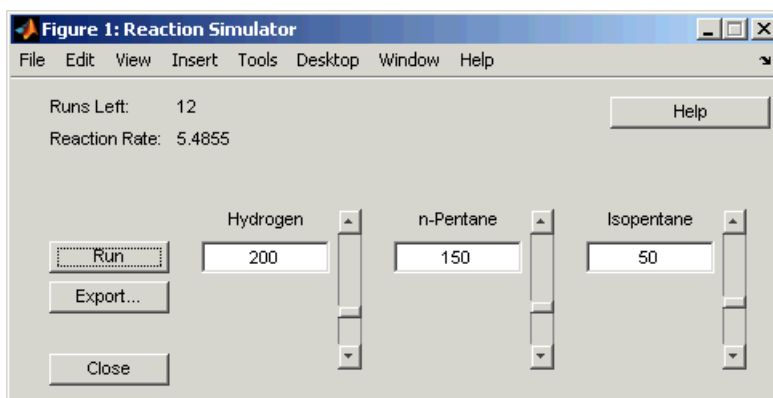 Figure 1: Reaction Simulator
File Edit View Insert Tools Desktop Window Help
Runs Left: 12
Help
Reaction Rate: 5.4855
Hydrogen n-Pentane Isopentane
Run 200 150 50
Export...
Close